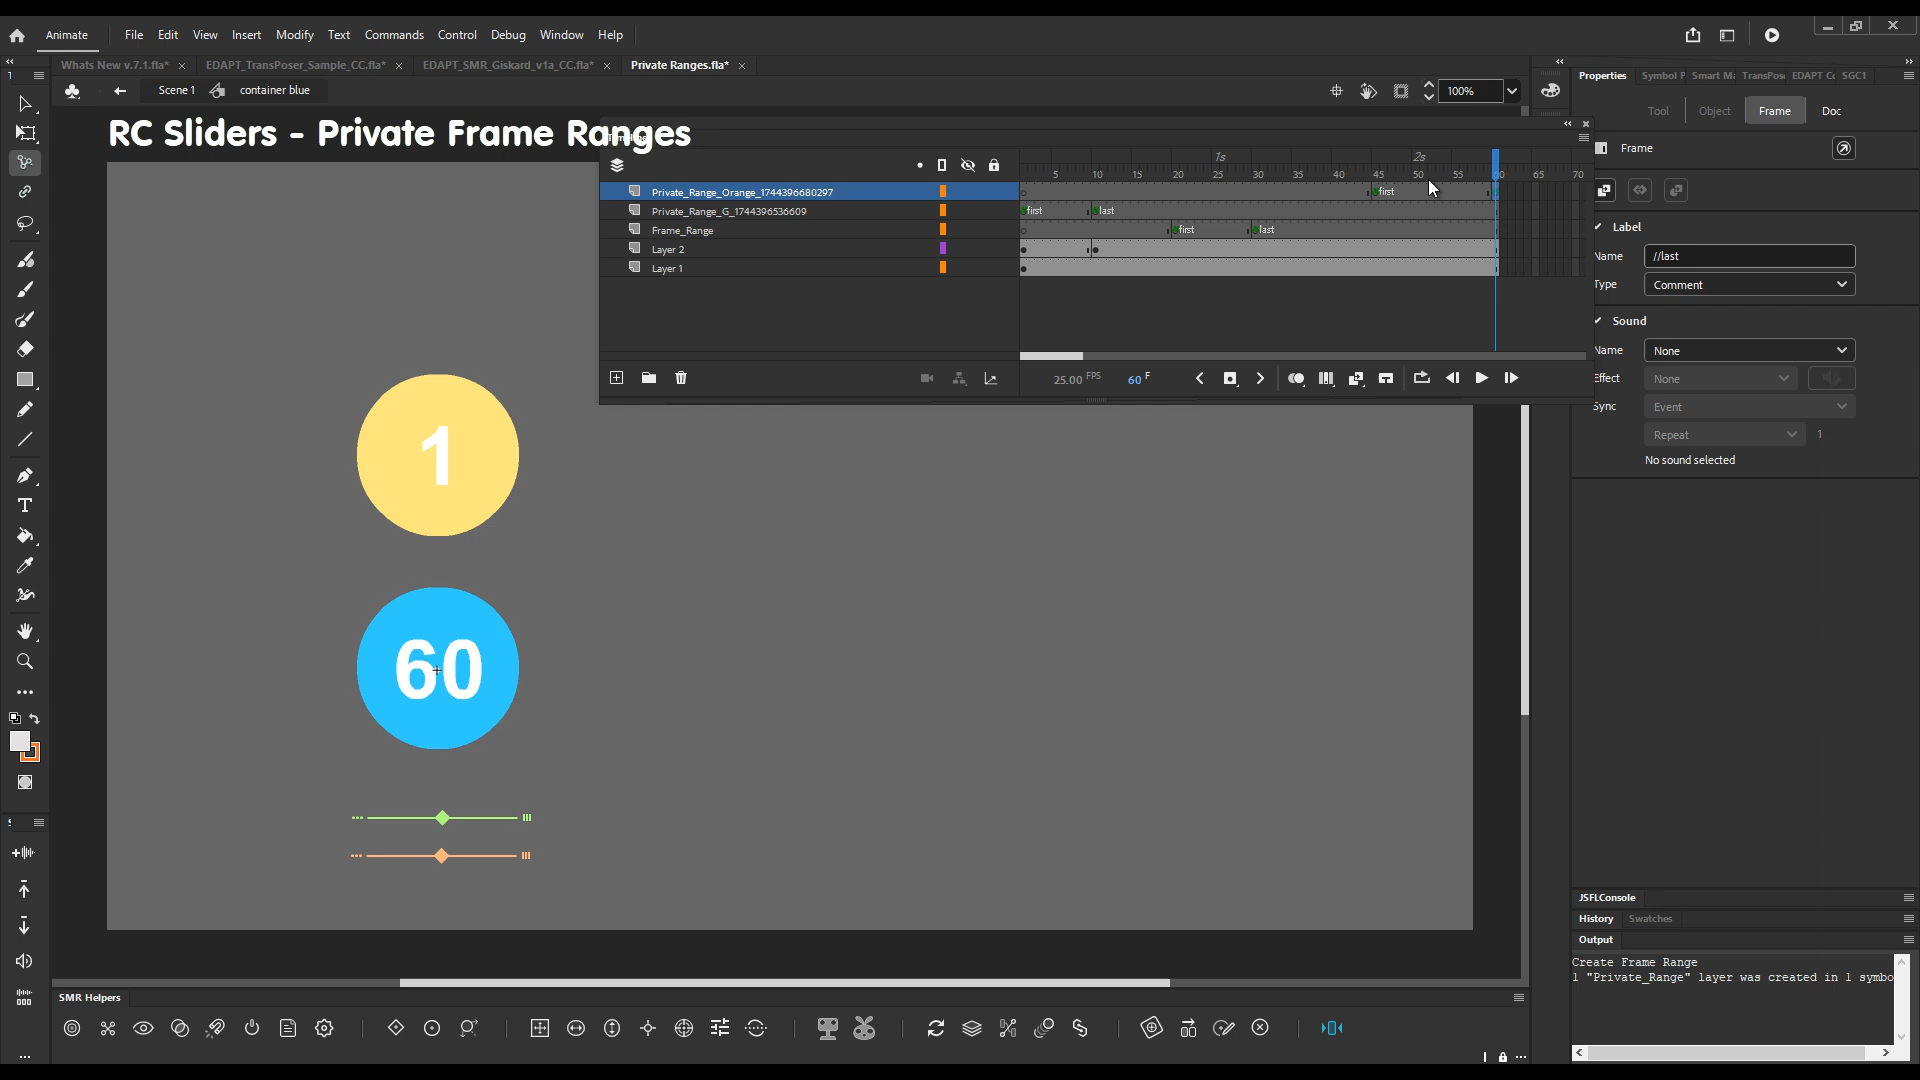 Animate File Edit View Insert Modify Text Commands Control Debug Window Help
Whats New v.7.1.fla* EDAPT_TransPoser_Sample_CC.fla* EDAPT_SMR_Giskard_v1a_CC.fla* Private Ranges.fla*
Properties Symbol P Smart Ma TransPose EDAPT Co SGC1
Scene 1 container blue 100%
Tool Object Frame Doc
RC Sliders - Private Frame Ranges
Frame
1s 2s
5 10 15 20 25 30 35 40 45 50 55 60 65 70
Private_Range_Orange_1744396680297 first
Private_Range_G_1744396536609 first last
Frame_Range first last
Layer 2
Layer 1
Label
Name //last
Type Comment
Sound
Name None
Effect None
Sync Event
Repeat 1
No sound selected
25.00 FPS 60 F
1
60
JSFLConsole
History Swatches
Output
Create Frame Range
1 "Private_Range" layer was created in 1 symbo
SMR Helpers